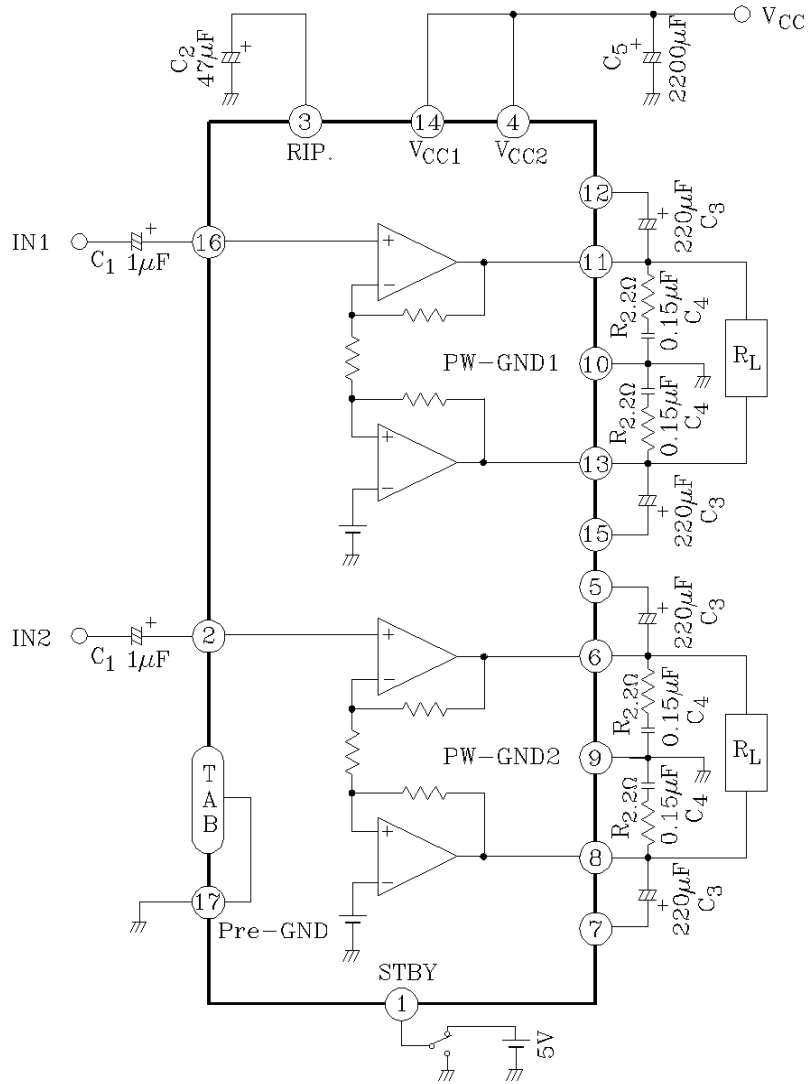 C2
47µF
+
C5
+
2200µF
VCC
3
RIP.
14
VCC1
4
VCC2
12
+
220µF
C3
IN1
C1
+
1µF
16
+
−
11
R2.2Ω
0.15µF
C4
PW-GND1
10
RL
R2.2Ω
0.15µF
C4
+
−
13
+
220µF
C3
15
5
+
220µF
C3
IN2
C1
+
1µF
2
+
−
6
R2.2Ω
0.15µF
C4
PW-GND2
9
RL
R2.2Ω
0.15µF
C4
TAB
+
−
8
+
220µF
C3
17
Pre-GND
7
STBY
1
5V